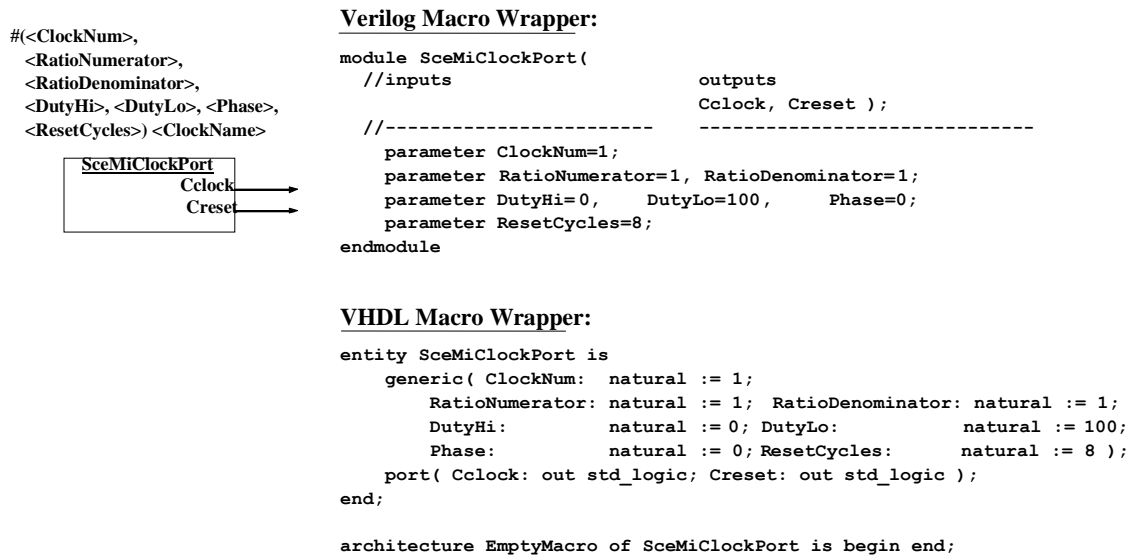 #(<ClockNum>,
<RatioNumerator>,
<RatioDenominator>,
<DutyHi>, <DutyLo>, <Phase>,
<ResetCycles>) <ClockName>
SceMiClockPort
Cclock
Creset
Verilog Macro Wrapper:
module SceMiClockPort(
//inputs outputs
Cclock, Creset );
//------------------------ ------------------------------
parameter ClockNum=1;
parameter RatioNumerator=1, RatioDenominator=1;
parameter DutyHi=0, DutyLo=100, Phase=0;
parameter ResetCycles=8;
endmodule
VHDL Macro Wrapper:
entity SceMiClockPort is
generic( ClockNum: natural := 1;
RatioNumerator: natural := 1; RatioDenominator: natural := 1;
DutyHi: natural := 0; DutyLo: natural := 100;
Phase: natural := 0; ResetCycles: natural := 8 );
port( Cclock: out std_logic; Creset: out std_logic );
end;
architecture EmptyMacro of SceMiClockPort is begin end;